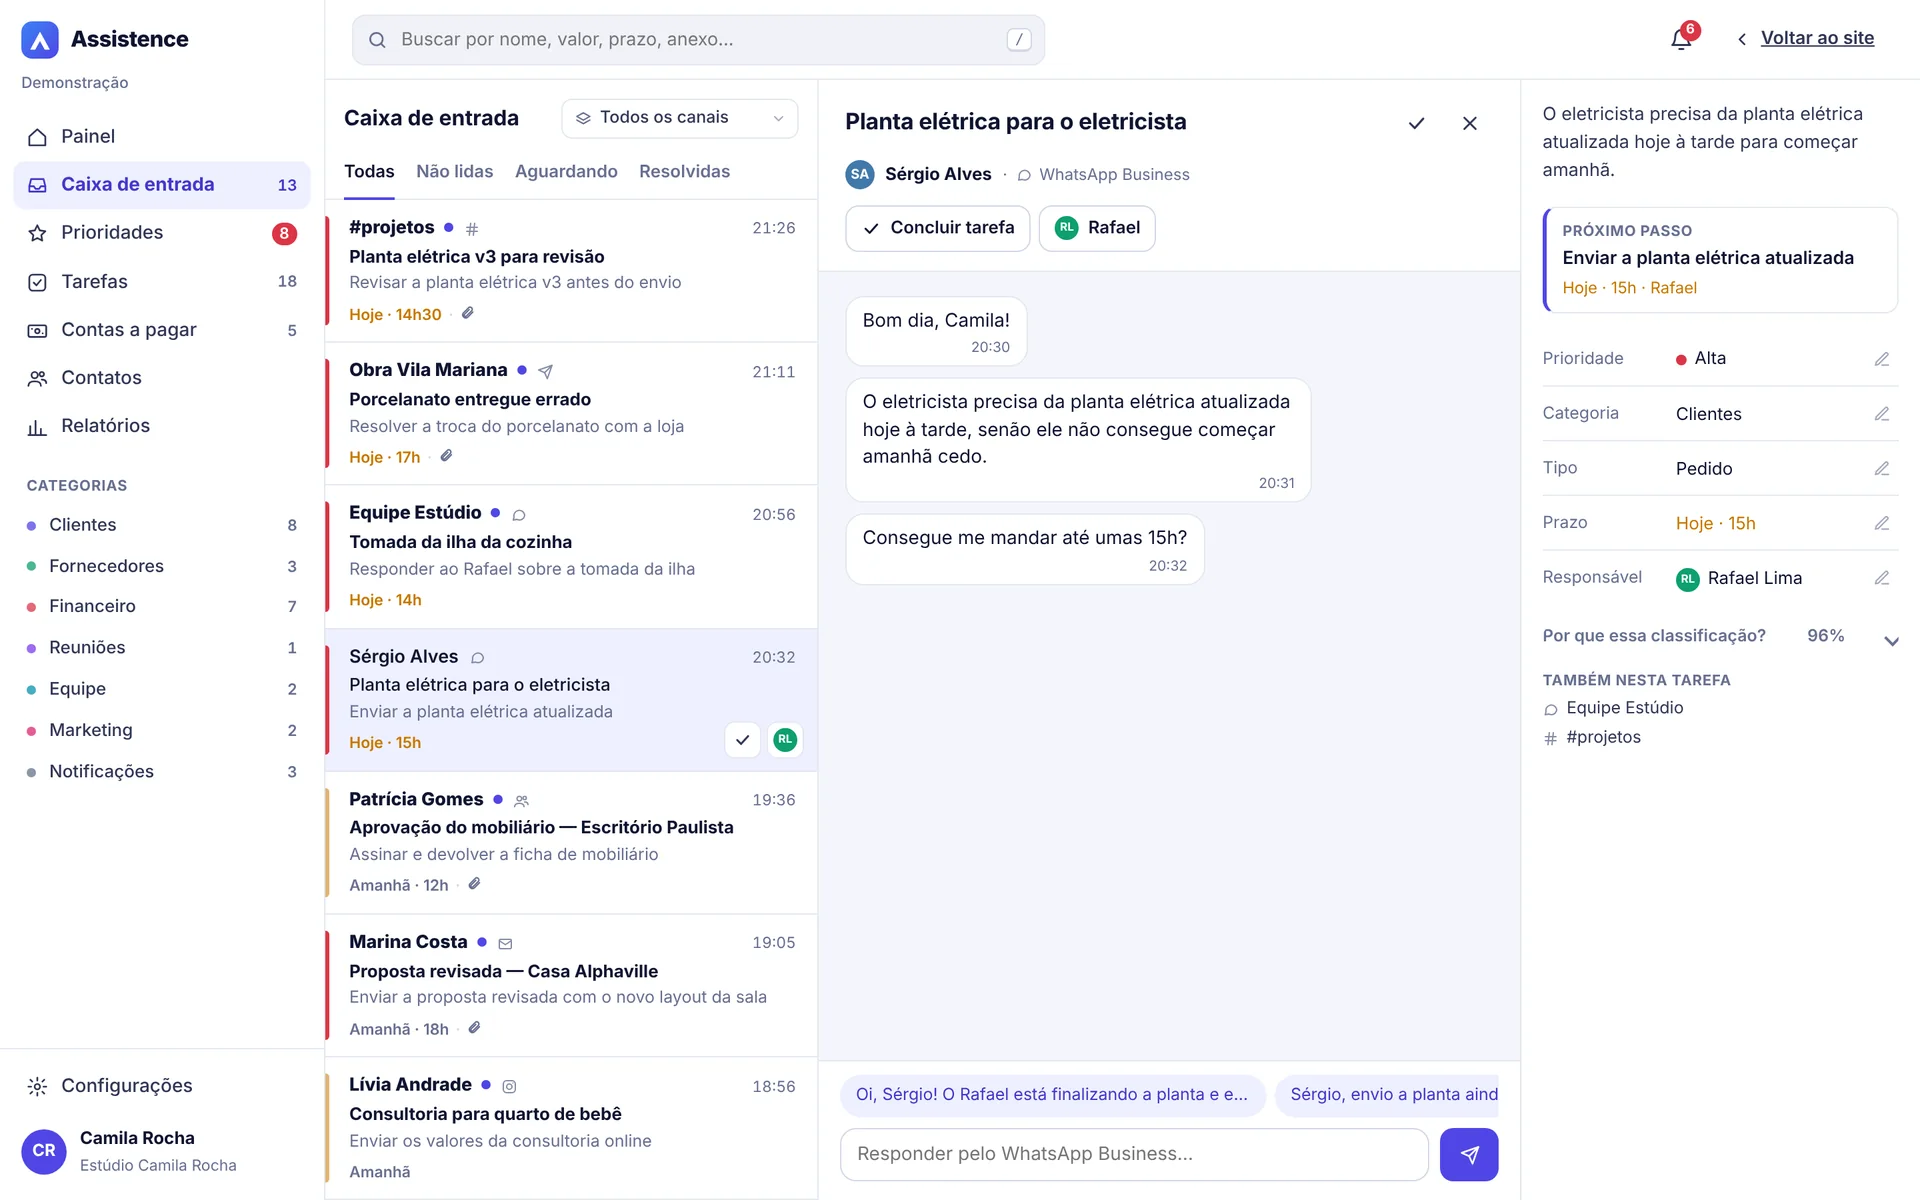 Assistence
Demonstração
Painel
Caixa de entrada 13
Prioridades 8
Tarefas 18
Contas a pagar 5
Contatos
Relatórios
CATEGORIAS
Clientes 8
Fornecedores 3
Financeiro 7
Reuniões 1
Equipe 2
Marketing 2
Notificações 3
Configurações
CR
Camila Rocha
Estúdio Camila Rocha
Buscar por nome, valor, prazo, anexo... /
6
Voltar ao site
Caixa de entrada
Todos os canais
Todas Não lidas Aguardando Resolvidas
#projetos 21:26
Planta elétrica v3 para revisão
Revisar a planta elétrica v3 antes do envio
Hoje · 14h30 ·
Obra Vila Mariana 21:11
Porcelanato entregue errado
Resolver a troca do porcelanato com a loja
Hoje · 17h ·
Equipe Estúdio 20:56
Tomada da ilha da cozinha
Responder ao Rafael sobre a tomada da ilha
Hoje · 14h
Sérgio Alves 20:32
Planta elétrica para o eletricista
Enviar a planta elétrica atualizada
Hoje · 15h
RL
Patrícia Gomes 19:36
Aprovação do mobiliário — Escritório Paulista
Assinar e devolver a ficha de mobiliário
Amanhã · 12h ·
Marina Costa 19:05
Proposta revisada — Casa Alphaville
Enviar a proposta revisada com o novo layout da sala
Amanhã · 18h ·
Lívia Andrade 18:56
Consultoria para quarto de bebê
Enviar os valores da consultoria online
Amanhã
Planta elétrica para o eletricista
SA Sérgio Alves · WhatsApp Business
Concluir tarefa
RL Rafael
Bom dia, Camila!
20:30
O eletricista precisa da planta elétrica atualizada
hoje à tarde, senão ele não consegue começar
amanhã cedo.
20:31
Consegue me mandar até umas 15h?
20:32
Oi, Sérgio! O Rafael está finalizando a planta e e...
Sérgio, envio a planta aind
Responder pelo WhatsApp Business...
O eletricista precisa da planta elétrica
atualizada hoje à tarde para começar
amanhã.
PRÓXIMO PASSO
Enviar a planta elétrica atualizada
Hoje · 15h · Rafael
Prioridade Alta
Categoria Clientes
Tipo Pedido
Prazo Hoje · 15h
Responsável RL Rafael Lima
Por que essa classificação? 96%
TAMBÉM NESTA TAREFA
Equipe Estúdio
#projetos